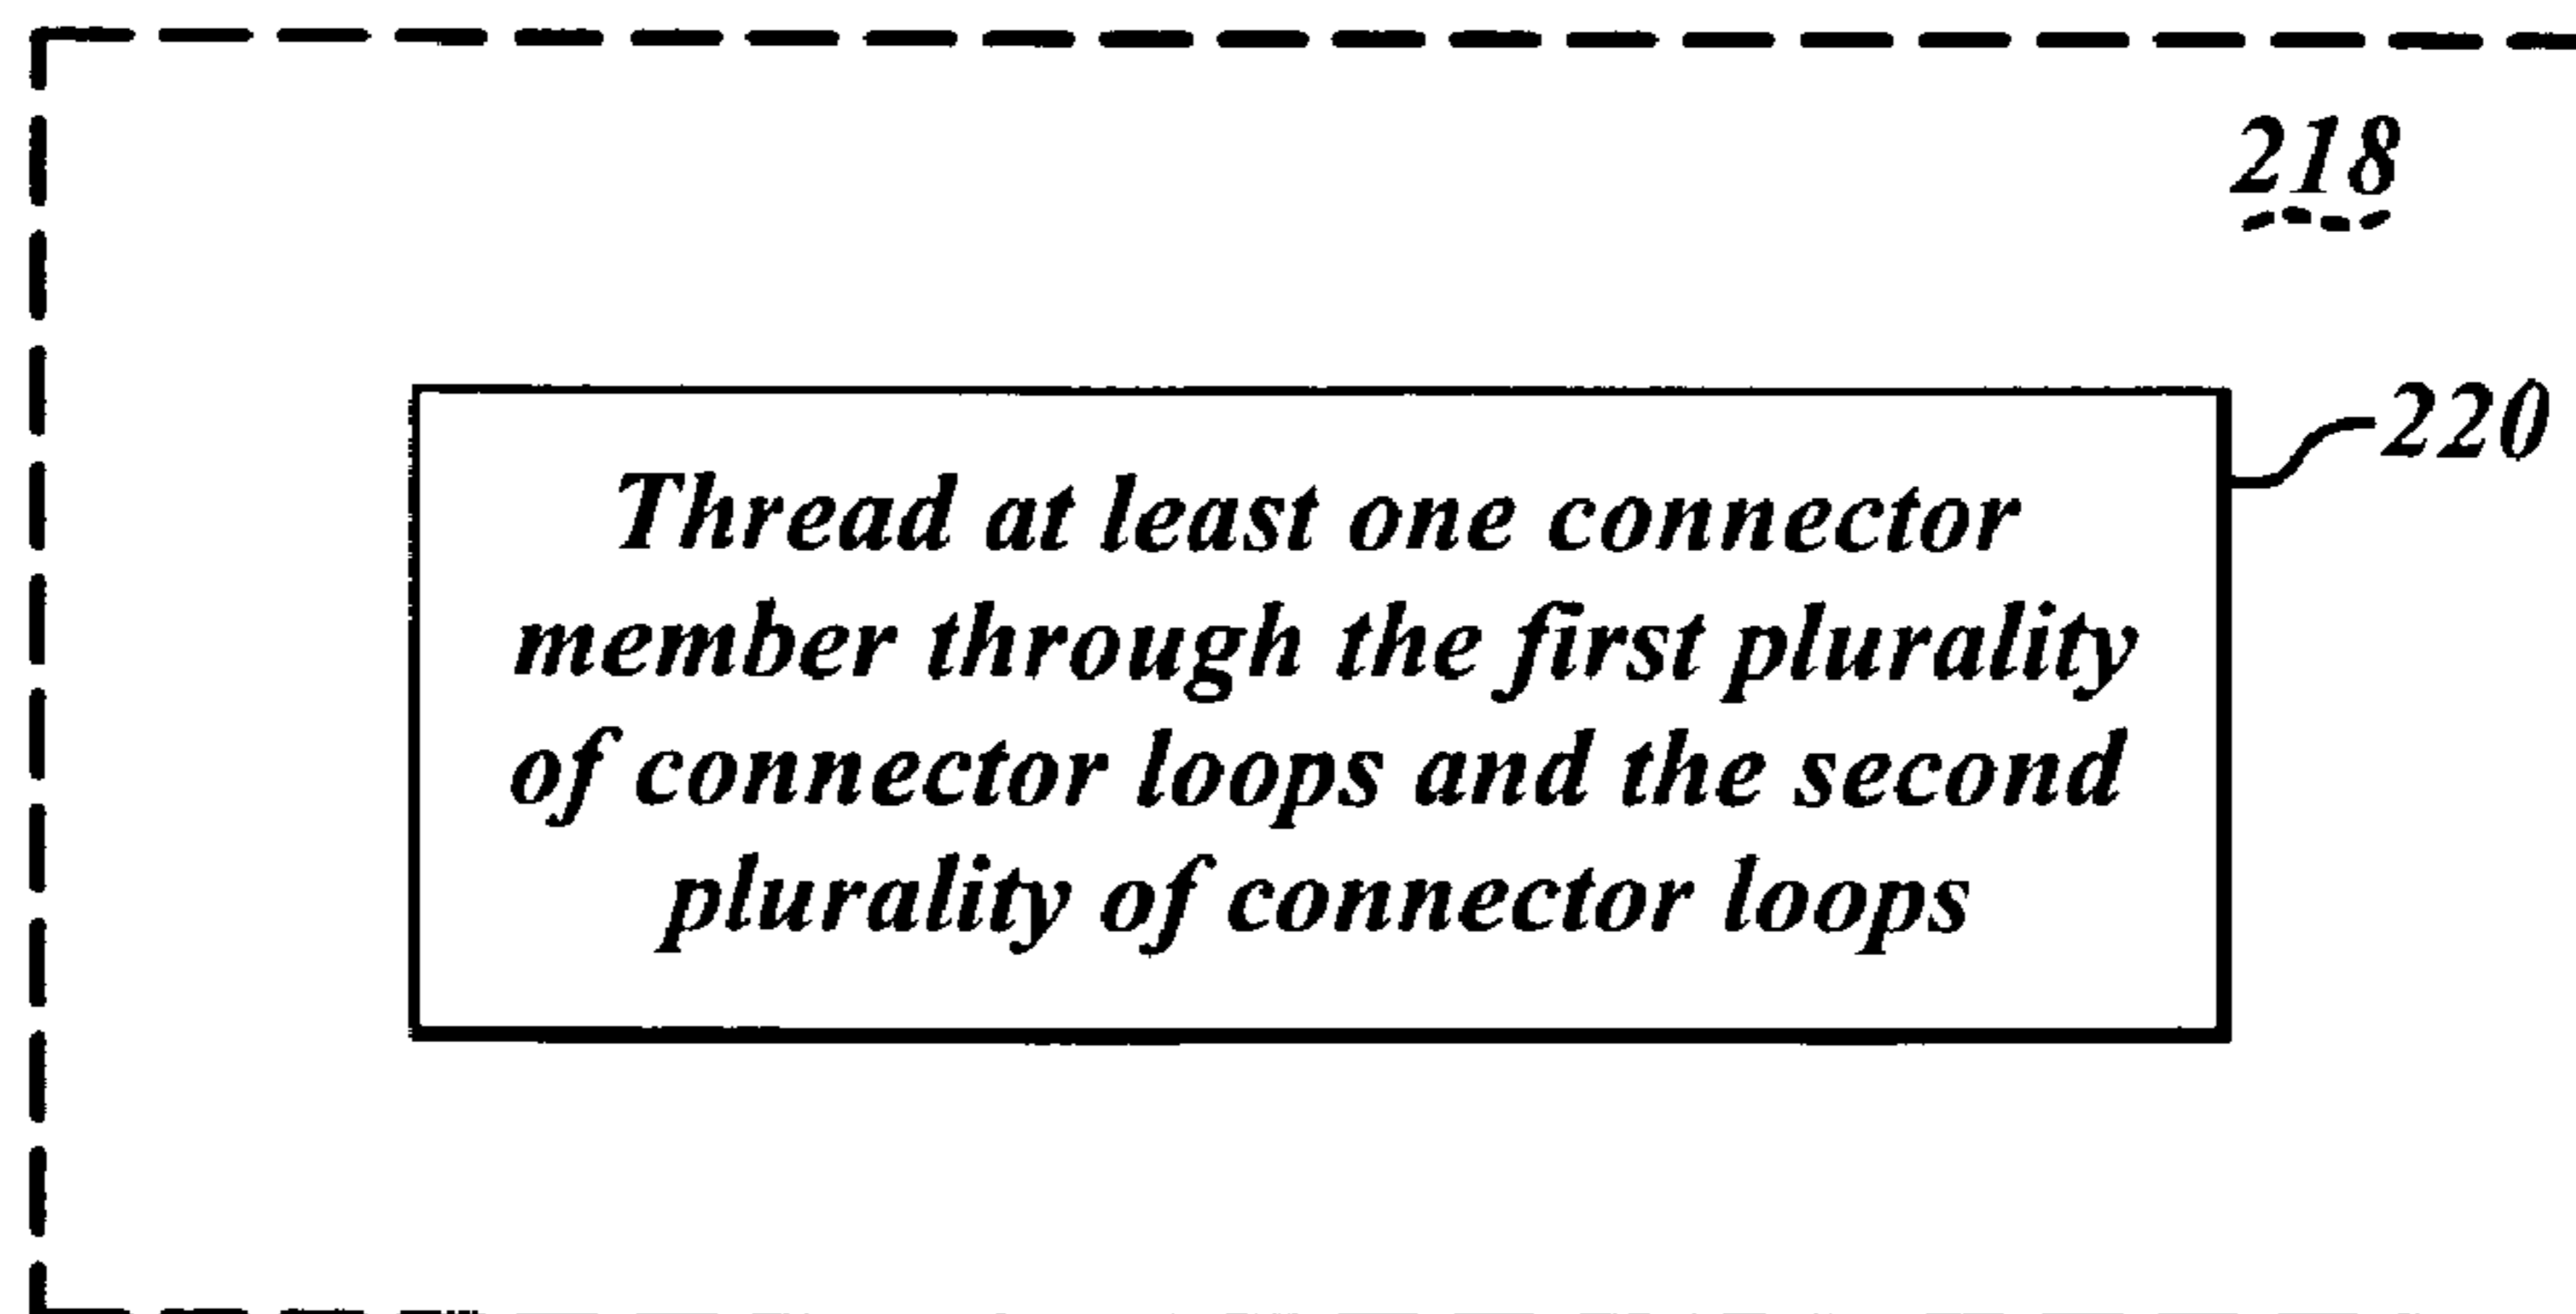 218
220
Thread at least one connector
member through the first plurality
of connector loops and the second
plurality of connector loops